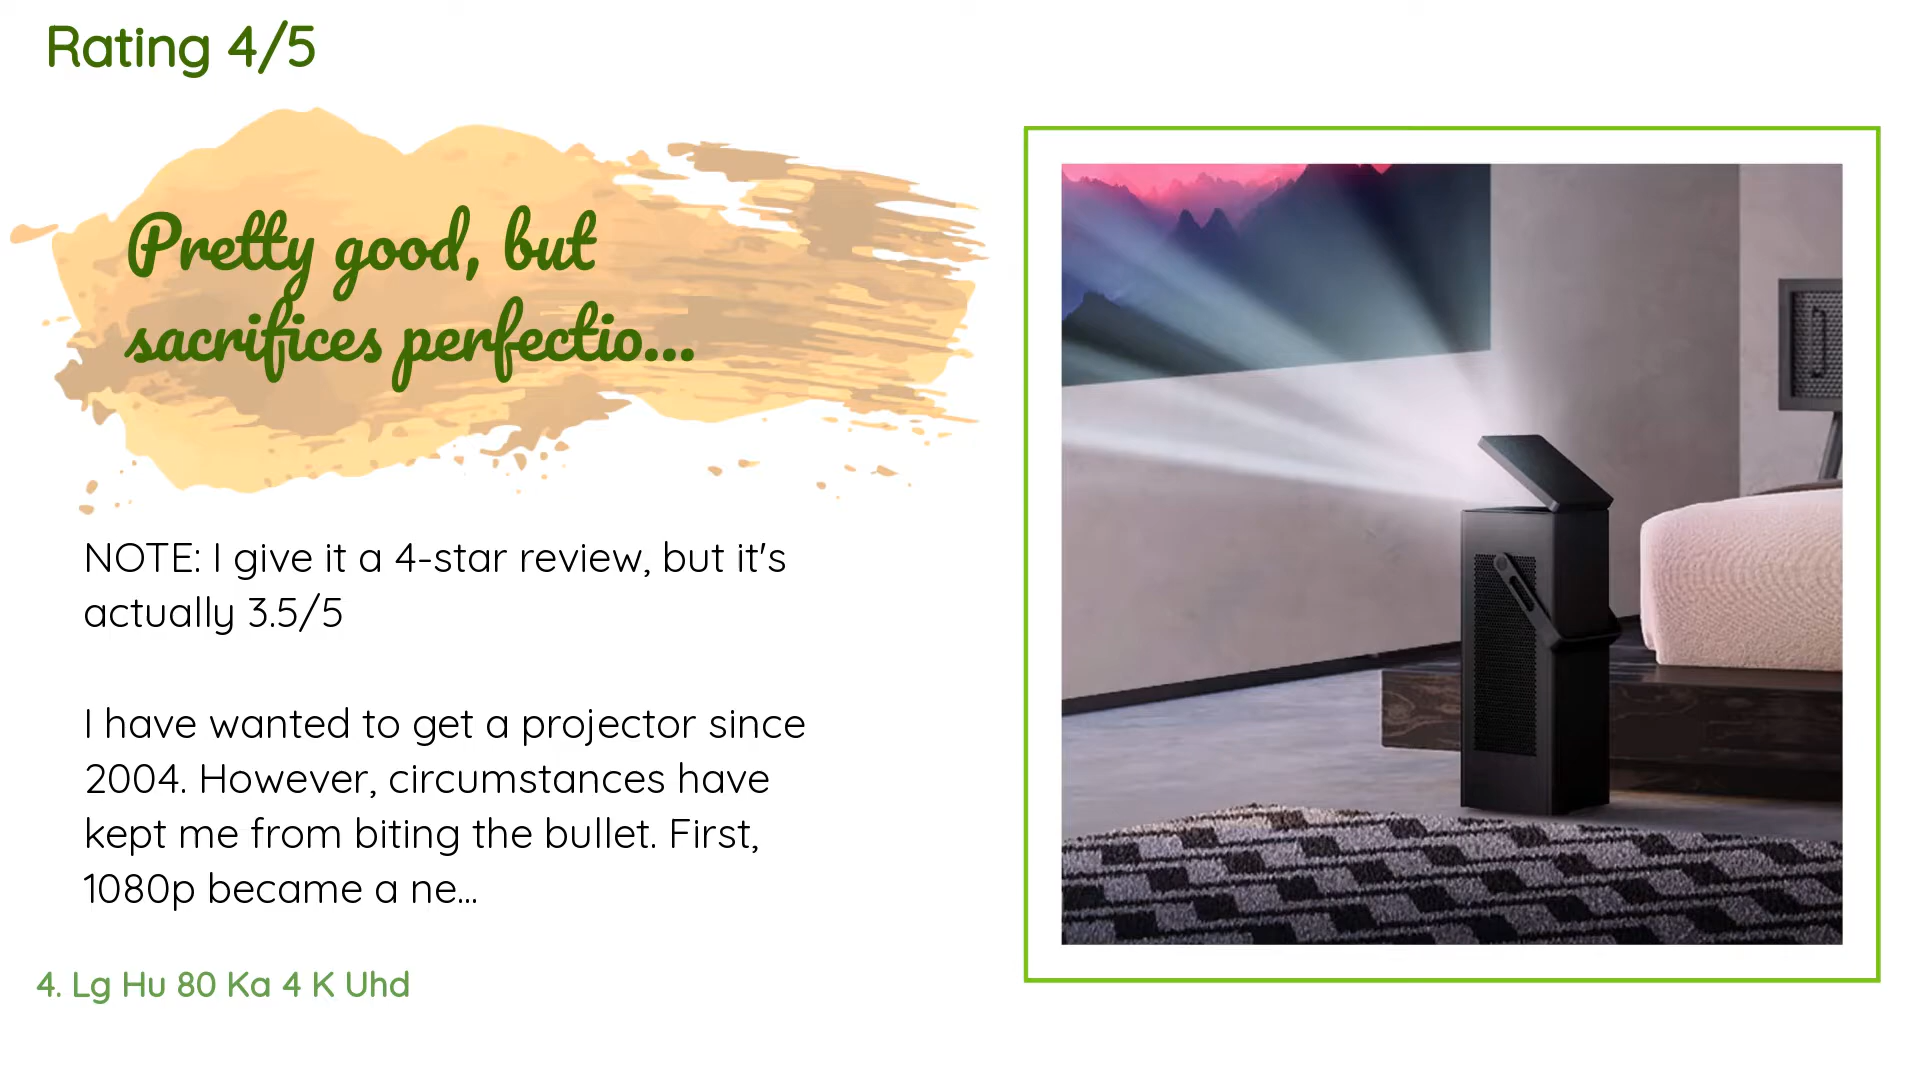 Rating 4/5
Pretty good, but
sacrifices perfectio...
NOTE: I give it a 4-star review, but it's
actually 3.5/5
I have wanted to get a projector since
2004. However, circumstances have
kept me from biting the bullet. First,
1080p became a ne...
4. Lg Hu 80 Ka 4 K Uhd